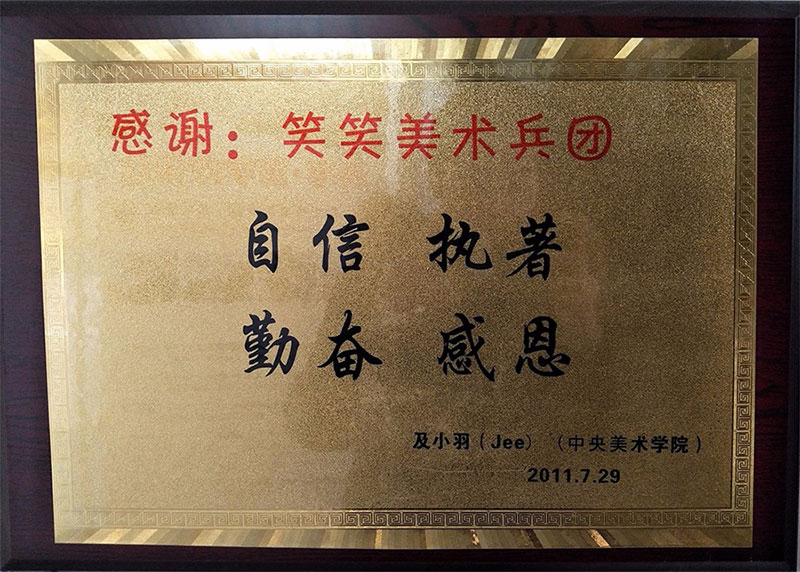 感谢：笑笑美术兵团
自信 执著
勤奋 感恩
及小羽（Jee）（中央美术学院）
2011.7.29